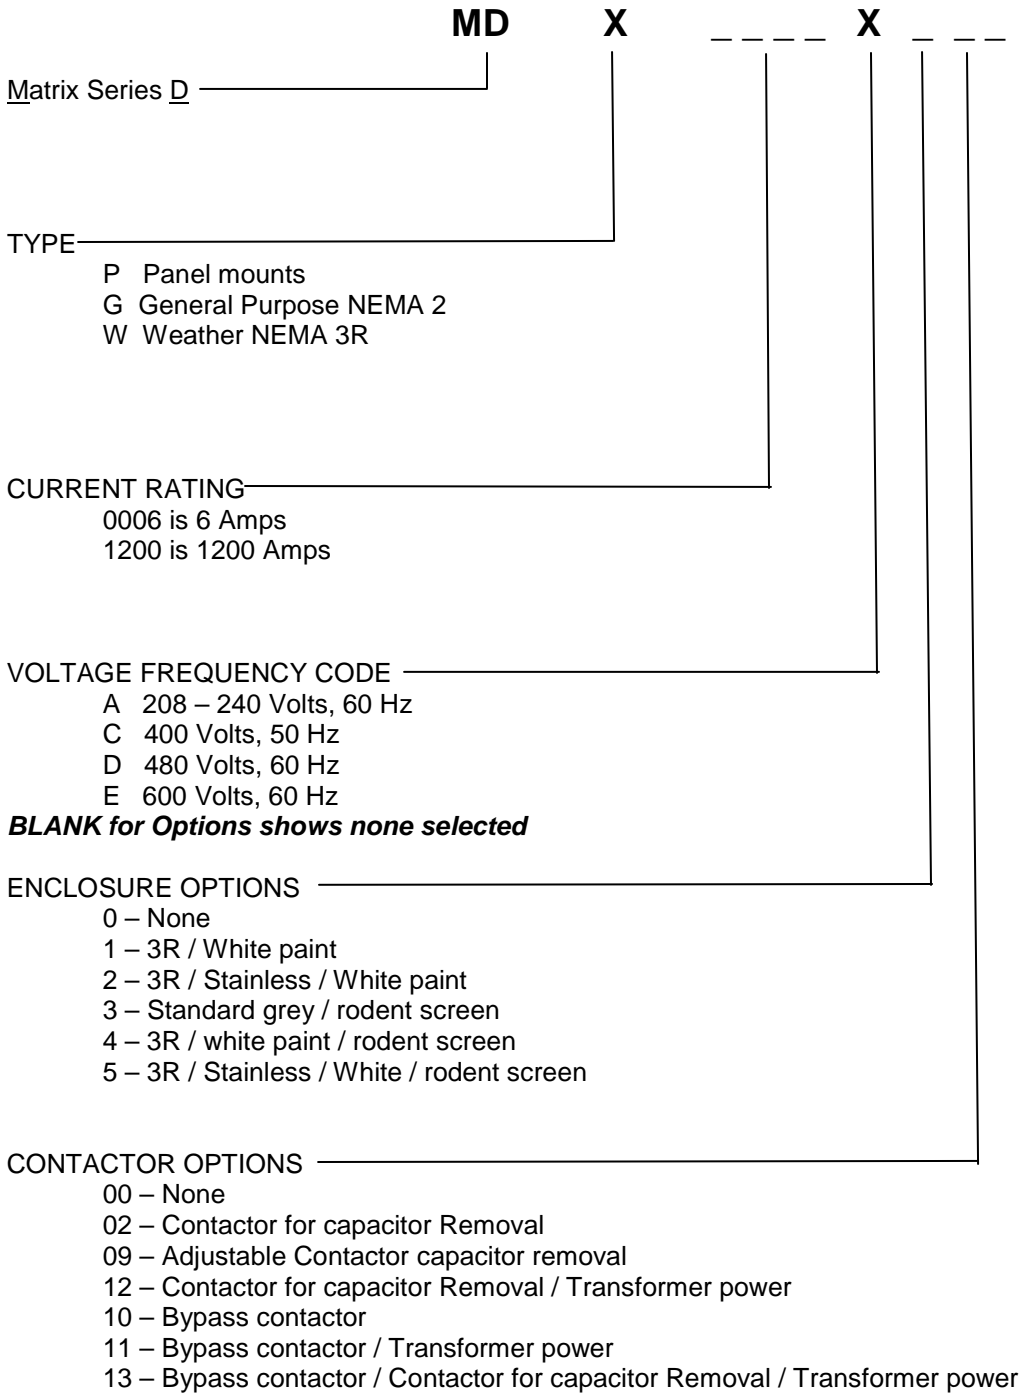 MD X _ _ _ _ X _ _ _
Matrix Series D
TYPE
P Panel mounts
G General Purpose NEMA 2
W Weather NEMA 3R
CURRENT RATING
0006 is 6 Amps
1200 is 1200 Amps
VOLTAGE FREQUENCY CODE
A 208 – 240 Volts, 60 Hz
C 400 Volts, 50 Hz
D 480 Volts, 60 Hz
E 600 Volts, 60 Hz
BLANK for Options shows none selected
ENCLOSURE OPTIONS
0 – None
1 – 3R / White paint
2 – 3R / Stainless / White paint
3 – Standard grey / rodent screen
4 – 3R / white paint / rodent screen
5 – 3R / Stainless / White / rodent screen
CONTACTOR OPTIONS
00 – None
02 – Contactor for capacitor Removal
09 – Adjustable Contactor capacitor removal
12 – Contactor for capacitor Removal / Transformer power
10 – Bypass contactor
11 – Bypass contactor / Transformer power
13 – Bypass contactor / Contactor for capacitor Removal / Transformer power